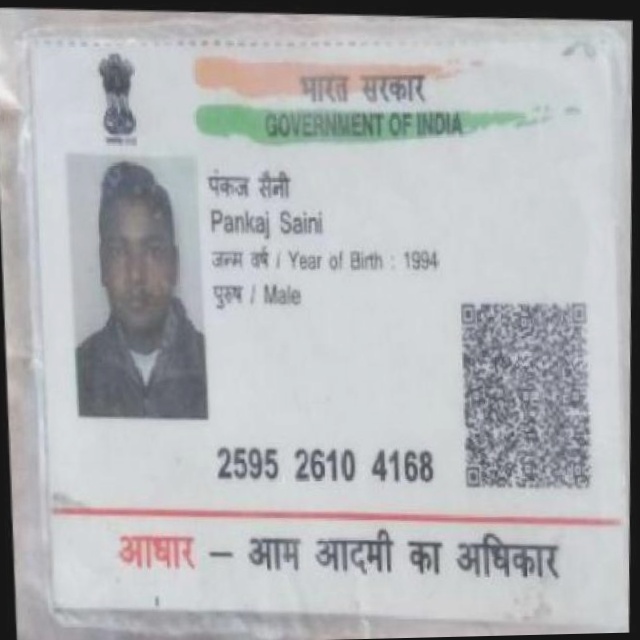 भारत सरकार
GOVERNMENT OF INDIA
पंकज सैनी
Pankaj Saini
जन्म वर्ष / Year of Birth : 1994
पुरुष / Male
2595 2610 4168
आधार – आम आदमी का अधिकार